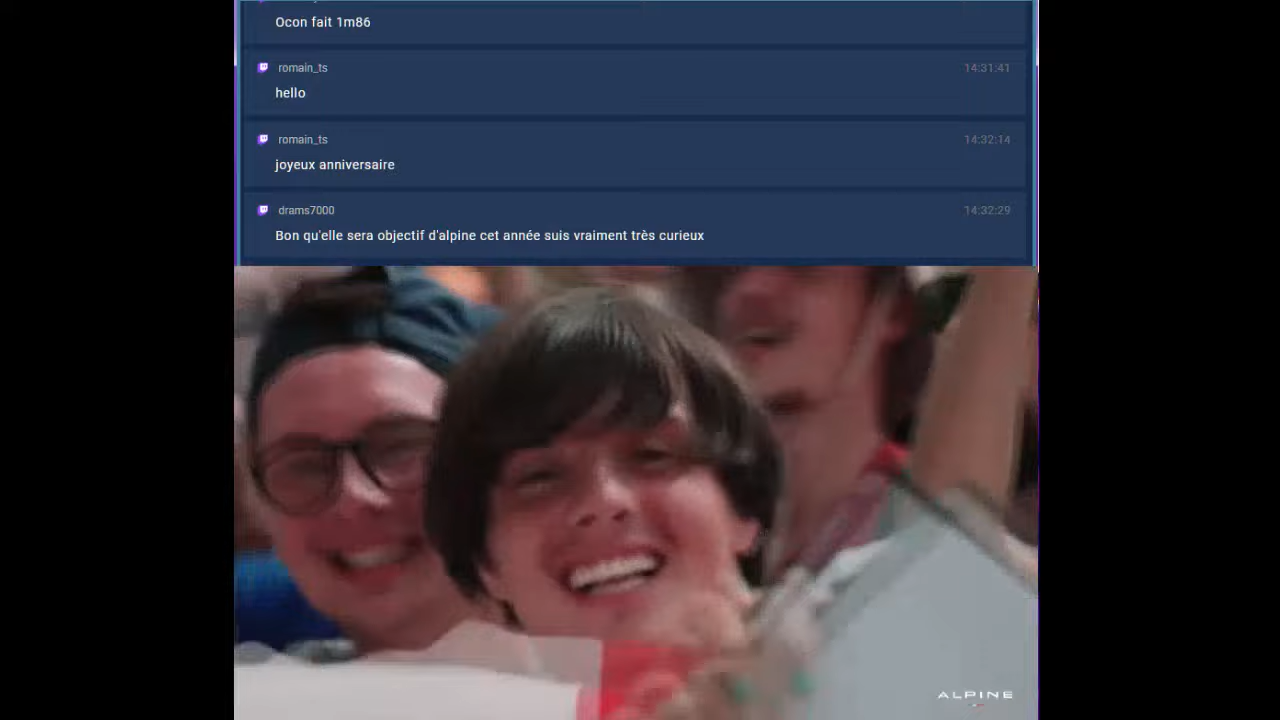 Ocon fait 1m86
romain_ts 14:31:41
hello
romain_ts 14:32:14
joyeux anniversaire
drams7000 14:32:29
Bon qu'elle sera objectif d'alpine cet année suis vraiment très curieux
ALPINE